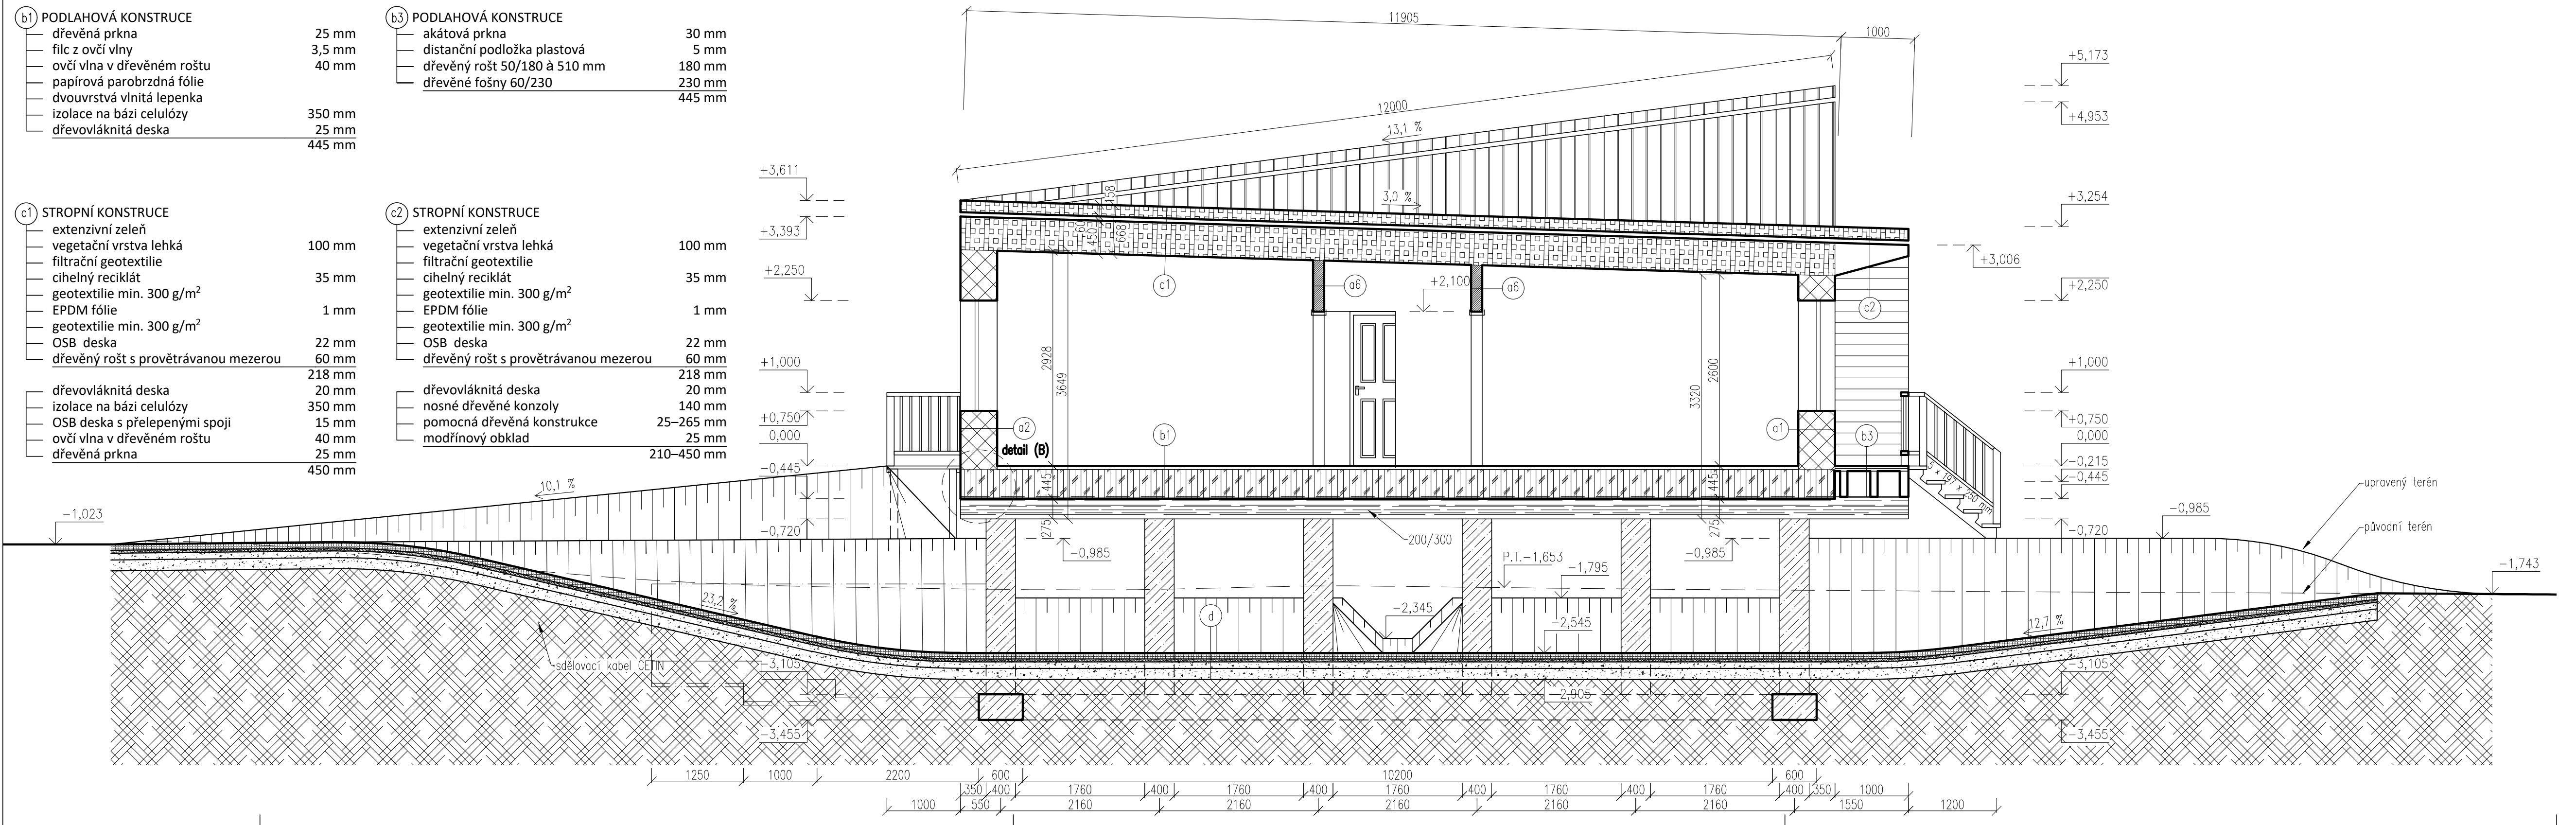 b1 PODLAHOVÁ KONSTRUCE
dřevěná prkna 25 mm
filc z ovčí vlny 3,5 mm
ovčí vlna v dřevěném roštu 40 mm
papírová parobrzdná fólie
dvouvrstvá vlnitá lepenka
izolace na bázi celulózy 350 mm
dřevovláknitá deska 25 mm
445 mm
b3 PODLAHOVÁ KONSTRUCE
akátová prkna 30 mm
distanční podložka plastová 5 mm
dřevěný rošt 50/180 à 510 mm 180 mm
dřevěné fošny 60/230 230 mm
445 mm
c1 STROPNÍ KONSTRUCE
extenzivní zeleň
vegetační vrstva lehká 100 mm
filtrační geotextilie
cihelný reciklát 35 mm
geotextilie min. 300 g/m²
EPDM fólie 1 mm
geotextilie min. 300 g/m²
OSB deska 22 mm
dřevěný rošt s provětrávanou mezerou 60 mm
218 mm
dřevovláknitá deska 20 mm
izolace na bázi celulózy 350 mm
OSB deska s přelepenými spoji 15 mm
ovčí vlna v dřevěném roštu 40 mm
dřevěná prkna 25 mm
450 mm
c2 STROPNÍ KONSTRUCE
extenzivní zeleň
vegetační vrstva lehká 100 mm
filtrační geotextilie
cihelný reciklát 35 mm
geotextilie min. 300 g/m²
EPDM fólie 1 mm
geotextilie min. 300 g/m²
OSB deska 22 mm
dřevěný rošt s provětrávanou mezerou 60 mm
218 mm
dřevovláknitá deska 20 mm
nosné dřevěné konzoly 140 mm
pomocná dřevěná konstrukce 25–265 mm
modřínový obklad 25 mm
210–450 mm
11905
1000
12000
13,1 %
3,0 %
+5,173
+4,953
+3,611
+3,393
+2,250
+1,000
+0,750
0,000
-0,445
-0,720
+3,254
+3,006
+2,250
+1,000
+0,750
0,000
-0,215
-0,445
-0,720
158
60
450
668
c1
a6
+2,100
a6
c2
2928
3649
3320
2600
a2
detail (B)
b1
a1
b3
445
275
445
275
5 x 197 x 250 mm
200/300
10,1 %
-1,023
23,2 %
-0,985
P.T.-1,653
-1,795
-0,985
-2,345
-2,545
d
-2,905
sdělovací kabel CETIN
-3,105
-3,455
-0,985
upravený terén
původní terén
-1,743
12,7 %
-3,105
-3,455
1250 1000 2200 600 10200 600
350 400 1760 400 1760 400 1760 400 1760 400 1760 400 350 1000
1000 550 2160 2160 2160 2160 2160 1550 1200